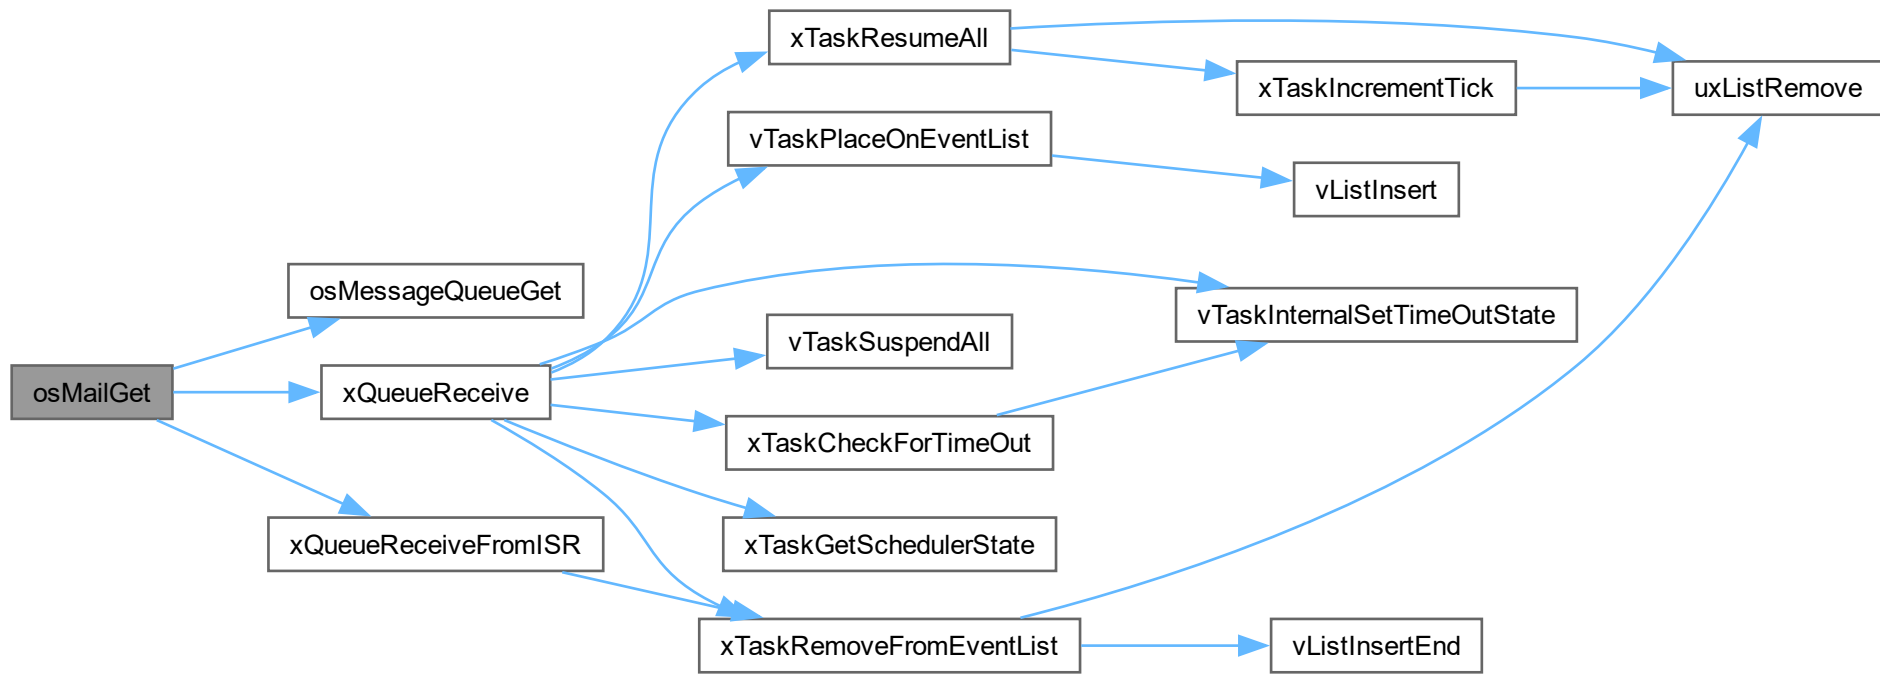 xTaskResumeAll
xTaskIncrementTick
uxListRemove
vTaskPlaceOnEventList
vListInsert
osMessageQueueGet
vTaskInternalSetTimeOutState
vTaskSuspendAll
osMailGet
xQueueReceive
xTaskCheckForTimeOut
xQueueReceiveFromISR
xTaskGetSchedulerState
xTaskRemoveFromEventList
vListInsertEnd